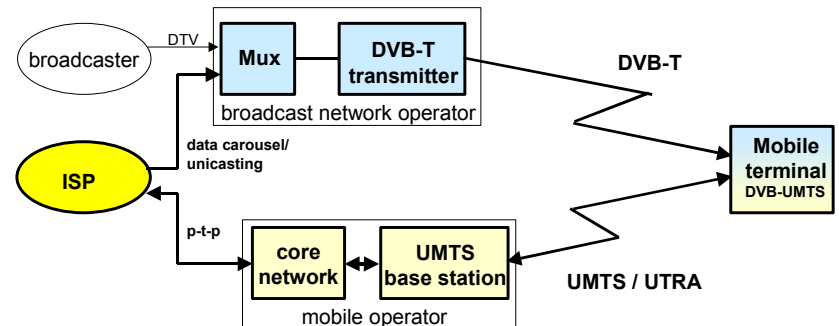 DTV
broadcaster
Mux
DVB-T
transmitter
broadcast network operator
DVB-T
data carousel/
unicasting
ISP
Mobile
terminal
DVB-UMTS
p-t-p
core
network
UMTS
base station
UMTS / UTRA
mobile operator